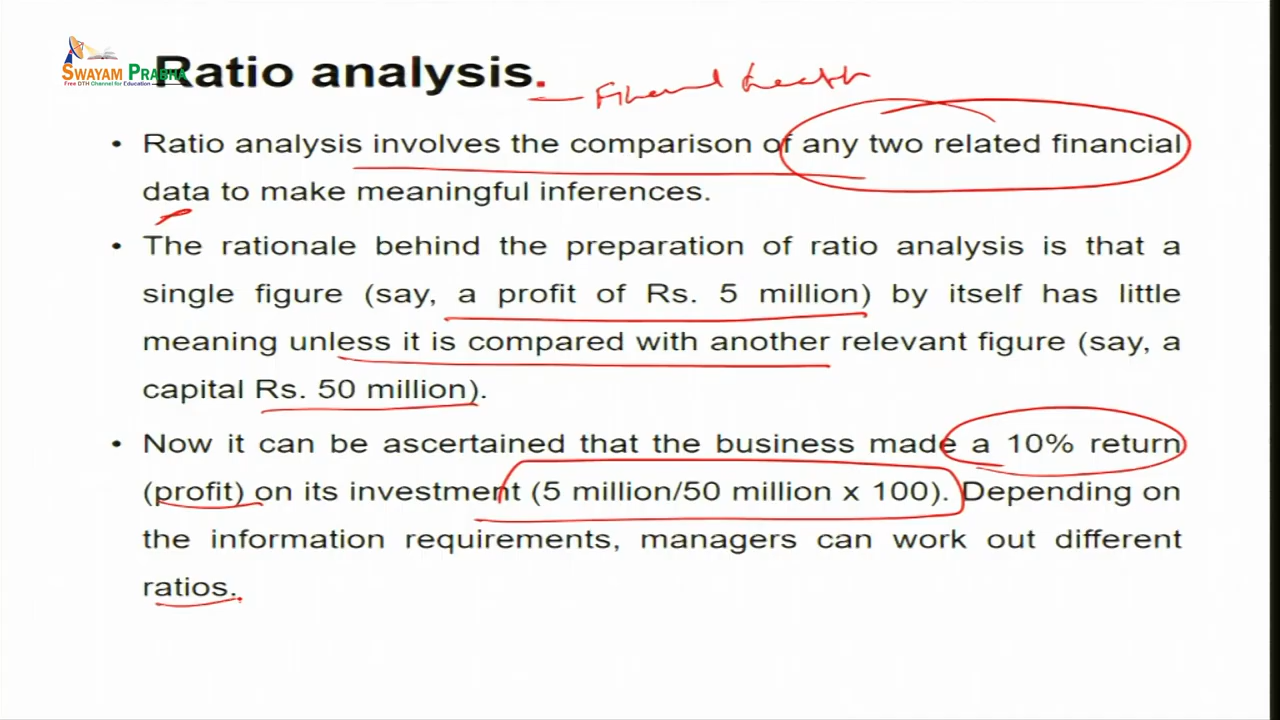 SWAYAM PRABHA
Free DTH Channel for Education
Ratio analysis.
Financial health
• Ratio analysis involves the comparison of any two related financial
data to make meaningful inferences.
• The rationale behind the preparation of ratio analysis is that a
single figure (say, a profit of Rs. 5 million) by itself has little
meaning unless it is compared with another relevant figure (say, a
capital Rs. 50 million).
• Now it can be ascertained that the business made a 10% return
(profit) on its investment (5 million/50 million x 100). Depending on
the information requirements, managers can work out different
ratios.